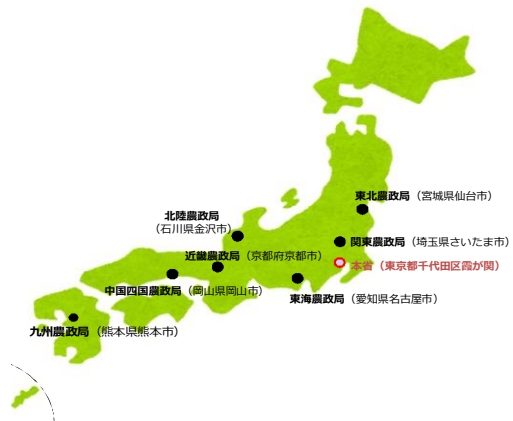 東北農政局（宮城県仙台市）
北陸農政局
（石川県金沢市）
関東農政局（埼玉県さいたま市）
近畿農政局（京都府京都市）
本省（東京都千代田区霞が関）
中国四国農政局（岡山県岡山市）
東海農政局（愛知県名古屋市）
九州農政局（熊本県熊本市）